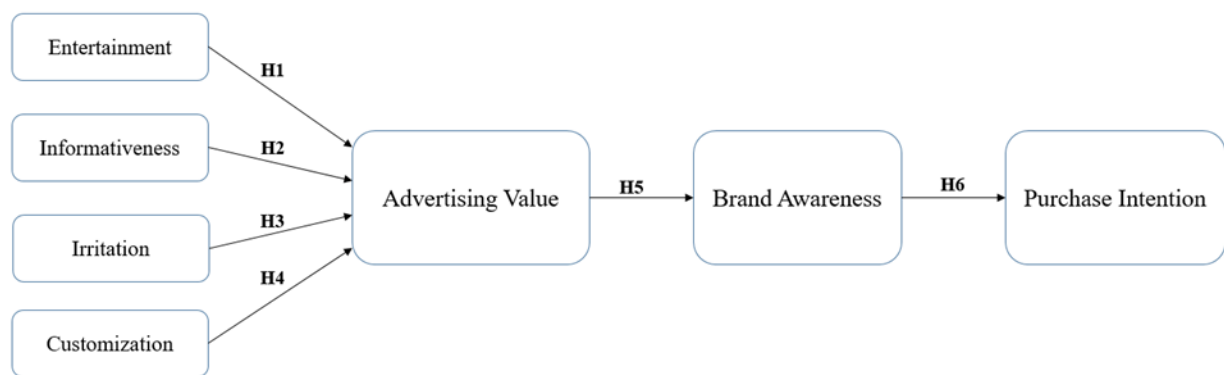 Entertainment
H1
Informativeness
H2
Irritation
H3
Customization
H4
Advertising Value
H5
Brand Awareness
H6
Purchase Intention